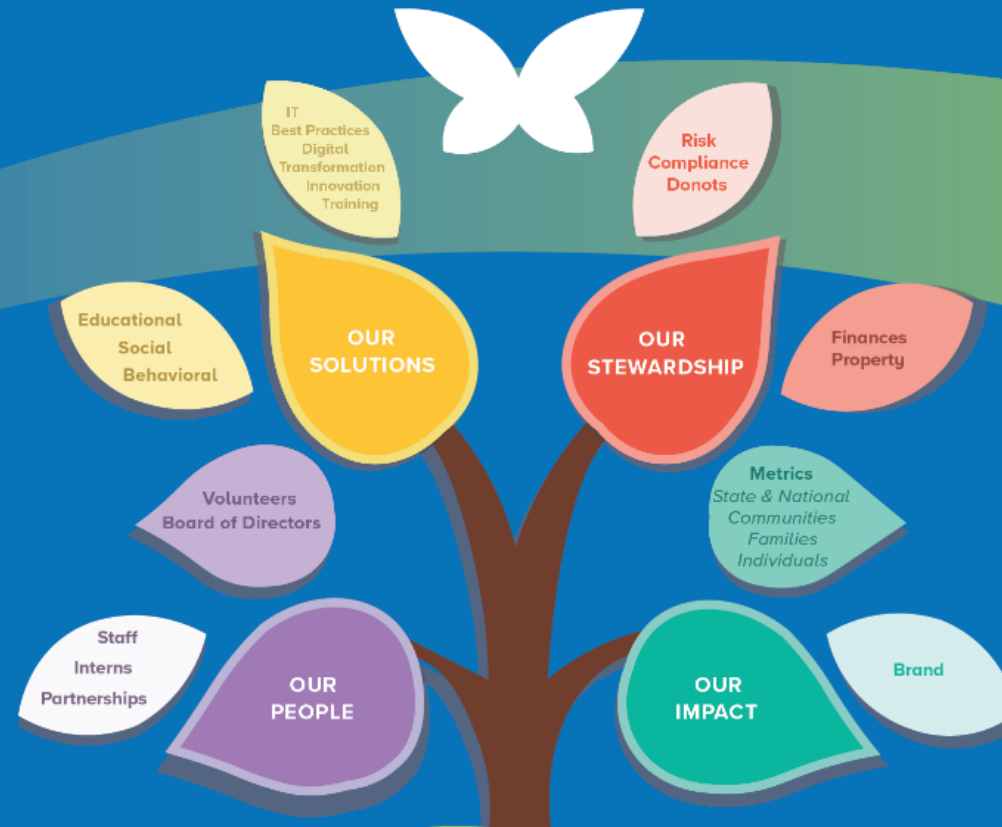 IT
Best Practices
Digital
Transformation
Innovation
Training
Risk
Compliance
Donots
Educational
Social
Behavioral
OUR
SOLUTIONS
OUR
STEWARDSHIP
Finances
Property
Volunteers
Board of Directors
Metrics
State & National
Communities
Families
Individuals
Staff
Interns
Partnerships
OUR
PEOPLE
OUR
IMPACT
Brand